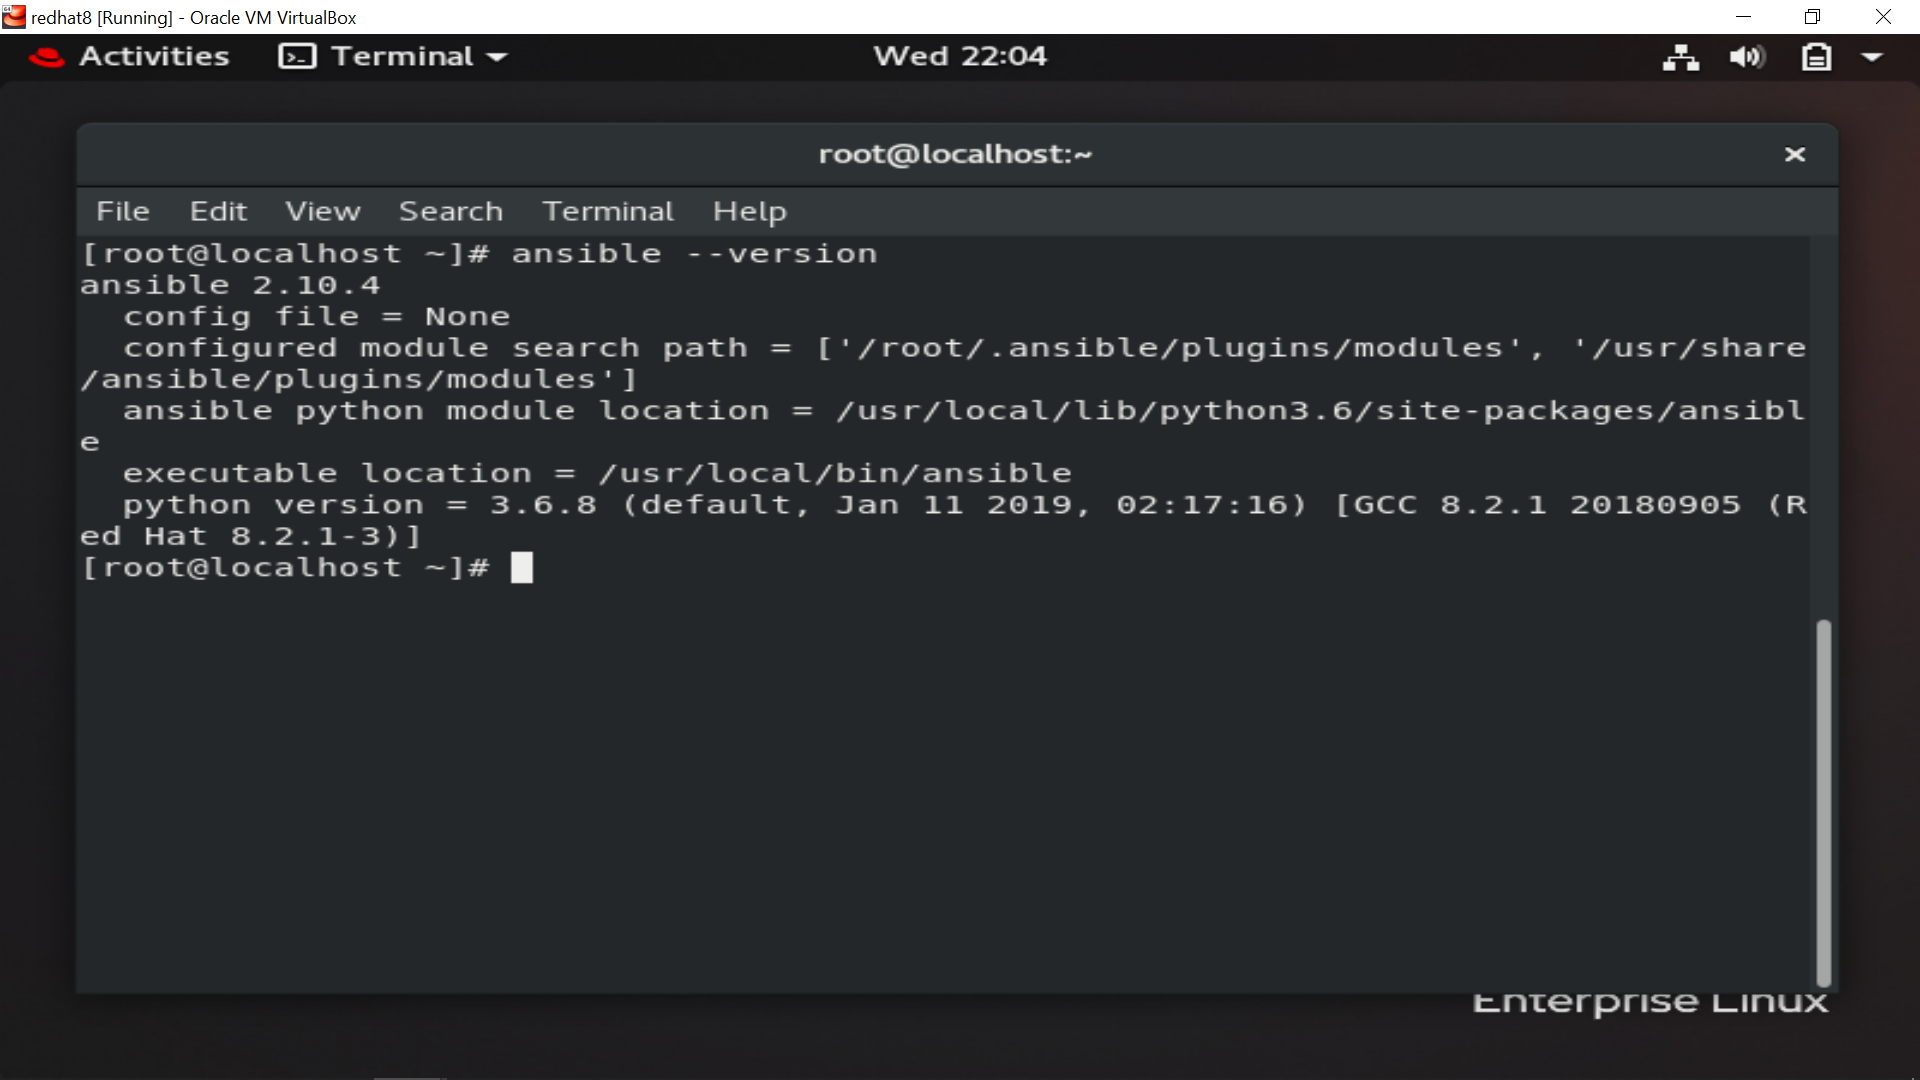 redhat8 [Running] - Oracle VM VirtualBox
Activities Terminal Wed 22:04
root@localhost:~
File Edit View Search Terminal Help
[root@localhost ~]# ansible --version
ansible 2.10.4
  config file = None
  configured module search path = ['/root/.ansible/plugins/modules', '/usr/share
/ansible/plugins/modules']
  ansible python module location = /usr/local/lib/python3.6/site-packages/ansibl
e
  executable location = /usr/local/bin/ansible
  python version = 3.6.8 (default, Jan 11 2019, 02:17:16) [GCC 8.2.1 20180905 (R
ed Hat 8.2.1-3)]
[root@localhost ~]#
Enterprise Linux